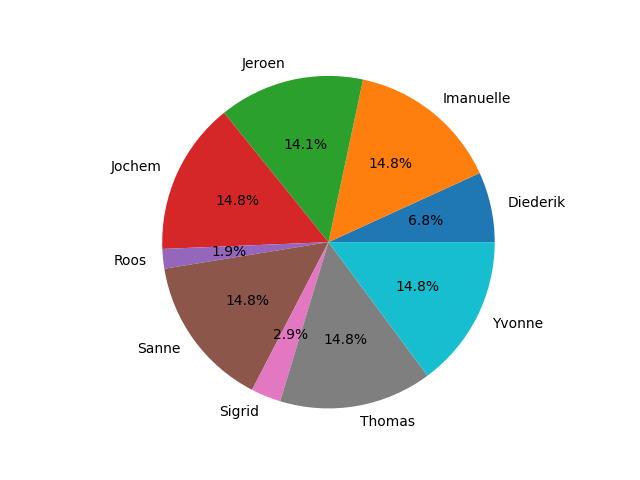 Jeroen
Imanuelle
14.1%
14.8%
Jochem
14.8%
Diederik
6.8%
Roos
1.9%
14.8%
14.8%
Yvonne
Sanne
2.9%
14.8%
Sigrid
Thomas